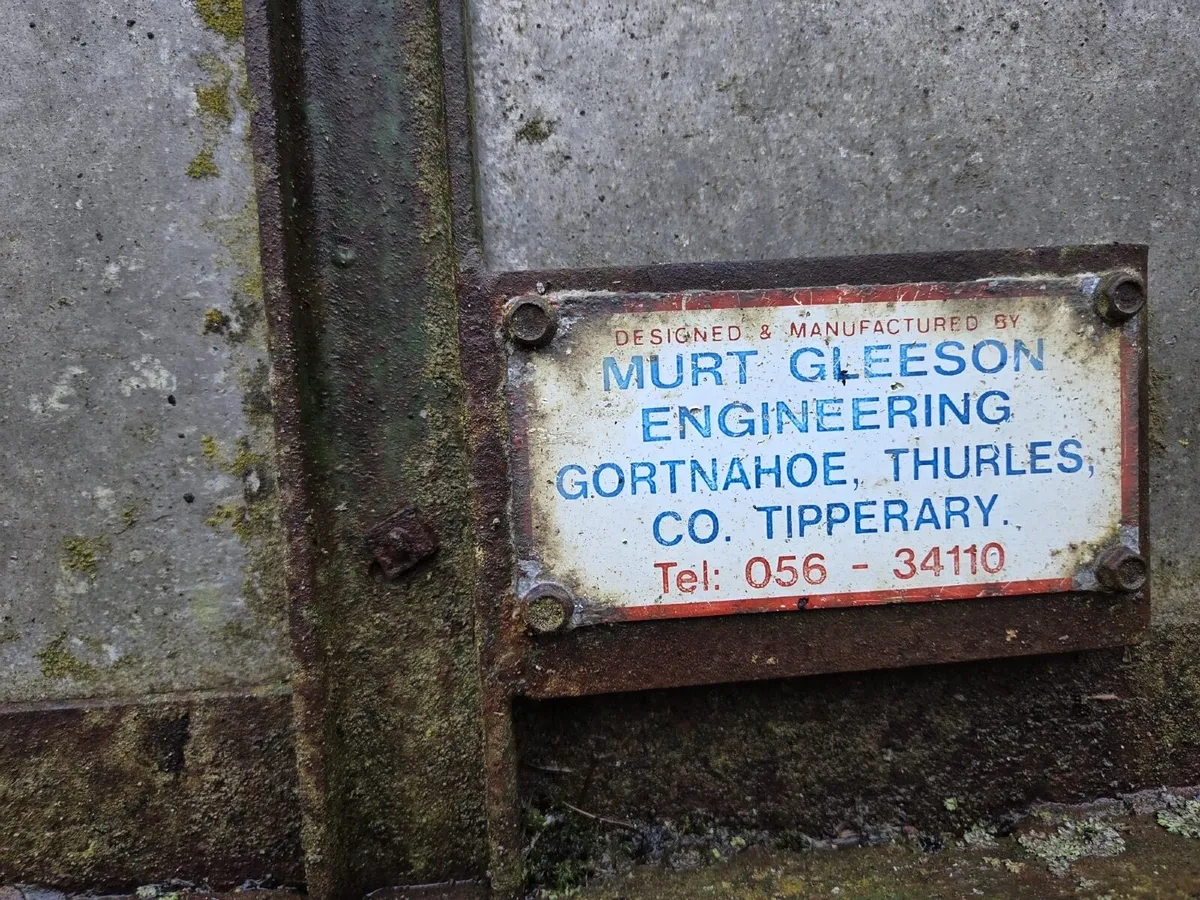 DESIGNED & MANUFACTURED BY
MURT GLEESON
ENGINEERING
GORTNAHOE, THURLES,
CO. TIPPERARY.
Tel: 056 - 34110